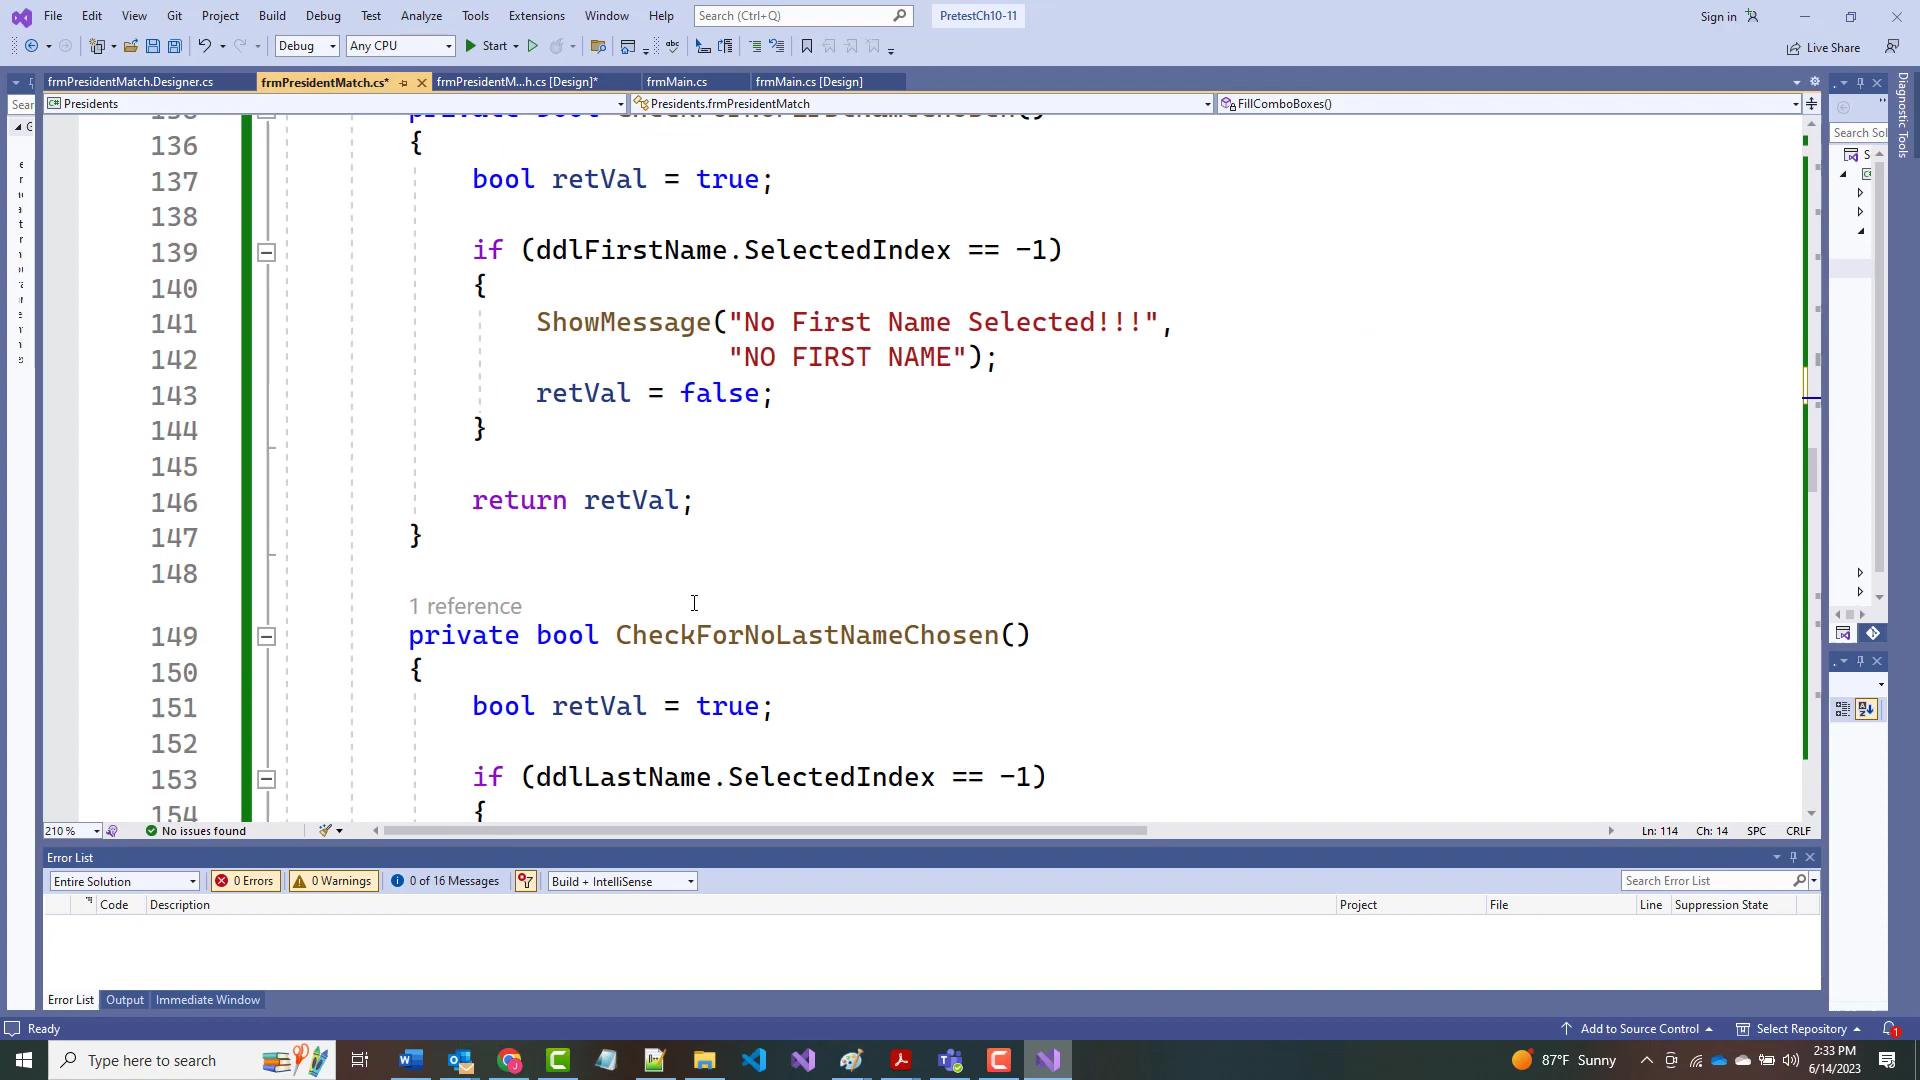 File Edit View Git Project Build Debug Test Analyze Tools Extensions Window Help Search (Ctrl+Q) PretestCh10-11 Sign in
Debug Any CPU Start Live Share
frmPresidentMatch.Designer.cs frmPresidentMatch.cs* frmPresidentM...h.cs [Design]* frmMain.cs frmMain.cs [Design]
Presidents Presidents.frmPresidentMatch FillComboBoxes()
136 {
137 bool retVal = true;
138
139 if (ddlFirstName.SelectedIndex == -1)
140 {
141 ShowMessage("No First Name Selected!!!",
142 "NO FIRST NAME");
143 retVal = false;
144 }
145
146 return retVal;
147 }
148
1 reference
149 private bool CheckForNoLastNameChosen()
150 {
151 bool retVal = true;
152
153 if (ddlLastName.SelectedIndex == -1)
154 {
210 % No issues found Ln: 114 Ch: 14 SPC CRLF
Error List
Entire Solution 0 Errors 0 Warnings 0 of 16 Messages Build + IntelliSense Search Error List
Code Description Project File Line Suppression State
Error List Output Immediate Window
Ready Add to Source Control Select Repository 1
Type here to search 87°F Sunny 2:33 PM
6/14/2023
Search Sol
Diagnostic Tools